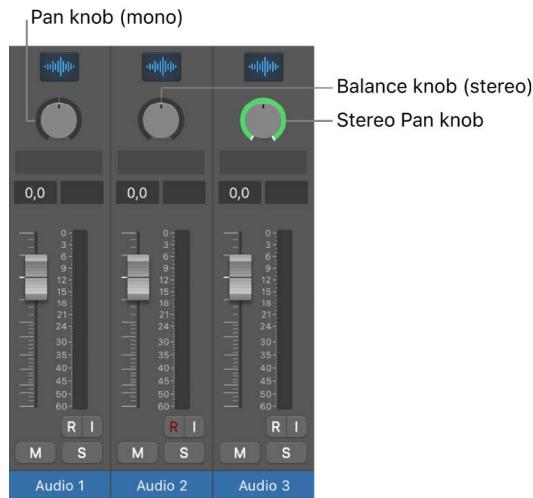 Pan knob (mono)
Balance knob (stereo)
Stereo Pan knob
0,0 0,0 0,0
0 0 0
3 3 3
6 6 6
9 9 9
12 12 12
15 15 15
18 18 18
21 21 21
24 24 24
30 30 30
35 35 35
40 40 40
45 45 45
50 50 50
60 60 60
R I R I R I
M S M S M S
Audio 1 Audio 2 Audio 3